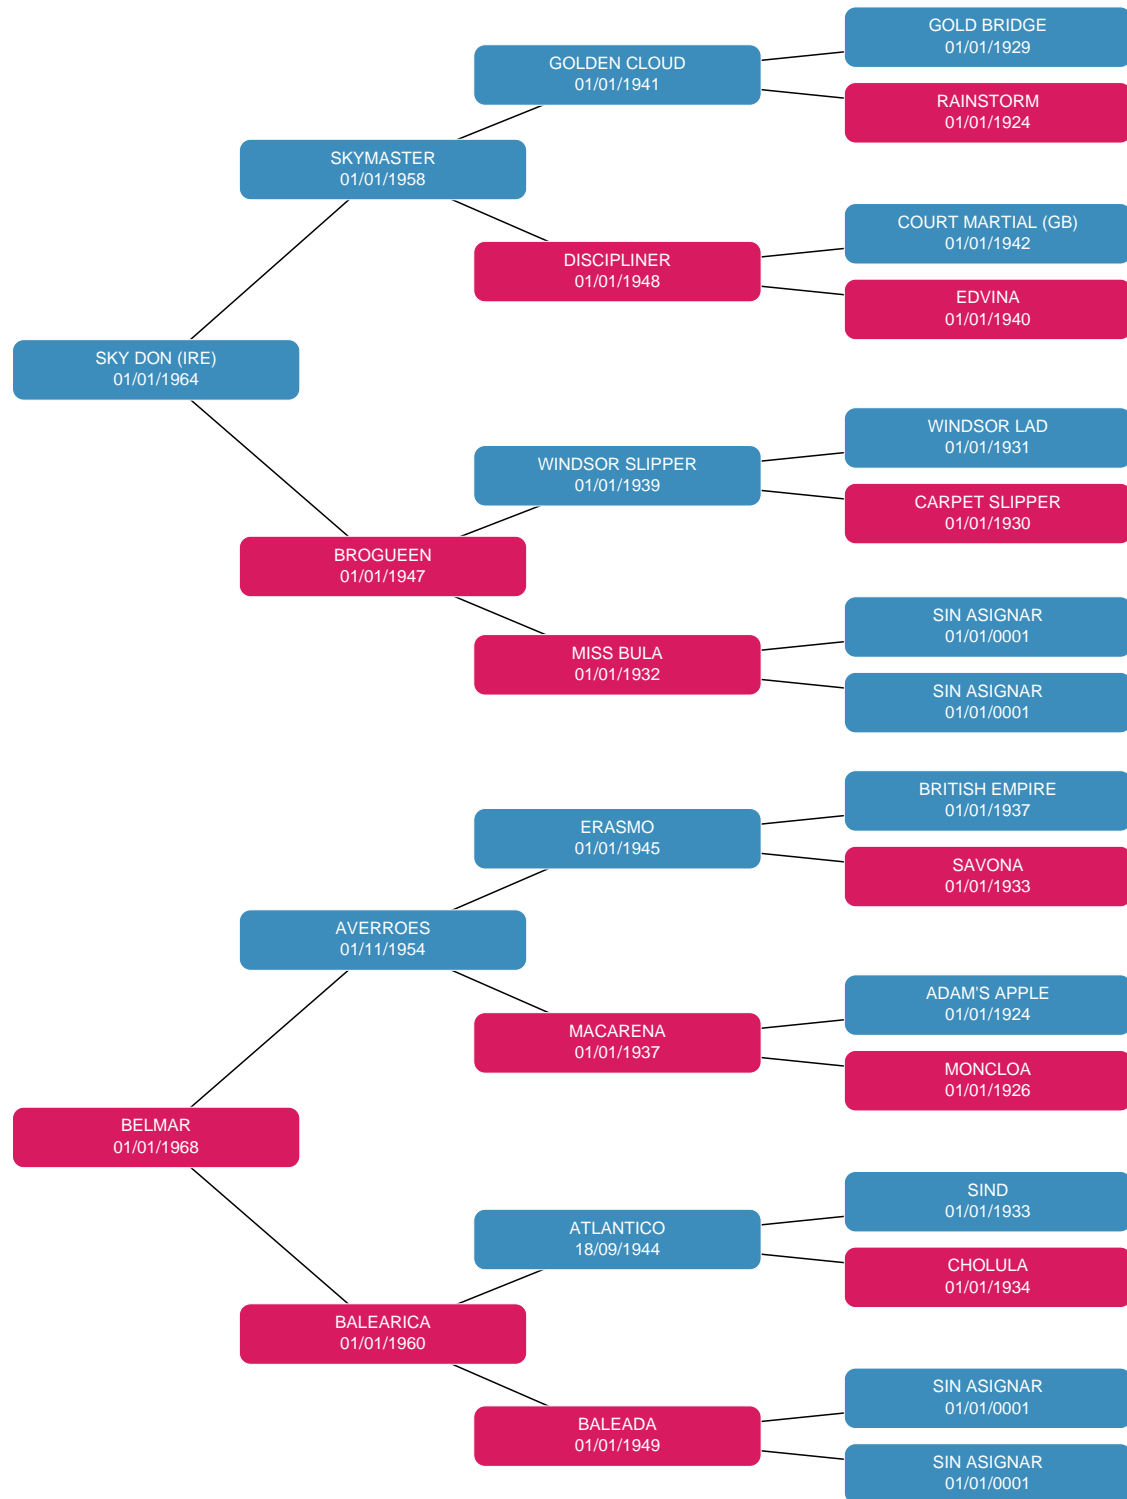 GOLD BRIDGE
01/01/1929
GOLDEN CLOUD
01/01/1941
RAINSTORM
01/01/1924
SKYMASTER
01/01/1958
COURT MARTIAL (GB)
01/01/1942
DISCIPLINER
01/01/1948
EDVINA
01/01/1940
SKY DON (IRE)
01/01/1964
WINDSOR LAD
01/01/1931
WINDSOR SLIPPER
01/01/1939
CARPET SLIPPER
01/01/1930
BROGUEEN
01/01/1947
SIN ASIGNAR
01/01/0001
MISS BULA
01/01/1932
SIN ASIGNAR
01/01/0001
BRITISH EMPIRE
01/01/1937
ERASMO
01/01/1945
SAVONA
01/01/1933
AVERROES
01/11/1954
ADAM'S APPLE
01/01/1924
MACARENA
01/01/1937
MONCLOA
01/01/1926
BELMAR
01/01/1968
SIND
01/01/1933
ATLANTICO
18/09/1944
CHOLULA
01/01/1934
BALEARICA
01/01/1960
SIN ASIGNAR
01/01/0001
BALEADA
01/01/1949
SIN ASIGNAR
01/01/0001